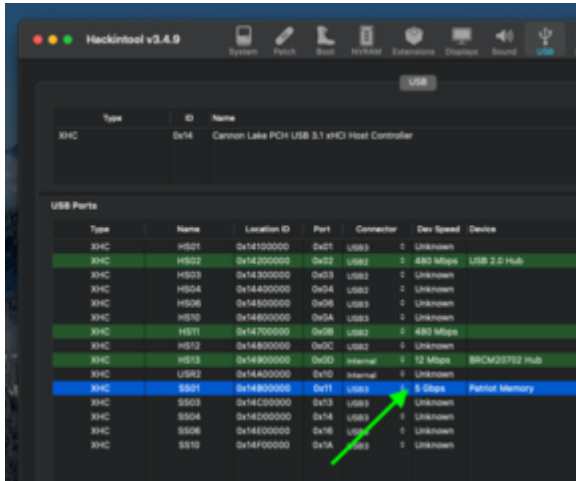 Hackintool v3.4.9
System Patch Boot NVRAM Extensions Displays Sound USB
USB
Type ID Name
XHC 0x14 Cannon Lake PCH USB 3.1 xHCI Host Controller
USB Ports
Type Name Location ID Port Connector Dev Speed Device
XHC HS01 0x14100000 0x01 USB3 Unknown
XHC HS02 0x14200000 0x02 USB2 480 Mbps USB 2.0 Hub
XHC HS03 0x14300000 0x03 USB2 Unknown
XHC HS04 0x14400000 0x04 USB2 Unknown
XHC HS06 0x14500000 0x06 USB3 Unknown
XHC HS10 0x14600000 0x0A USB3 Unknown
XHC HS11 0x14700000 0x0B USB2 480 Mbps
XHC HS12 0x14800000 0x0C USB2 Unknown
XHC HS13 0x14900000 0x0D Internal 12 Mbps BRCM20702 Hub
XHC USR2 0x14A00000 0x10 Internal Unknown
XHC SS01 0x14B00000 0x11 USB3 5 Gbps Patriot Memory
XHC SS03 0x14C00000 0x13 USB3 Unknown
XHC SS04 0x14D00000 0x14 USB3 Unknown
XHC SS06 0x14E00000 0x16 Unknown
XHC SS10 0x14F00000 0x1A USB3 Unknown